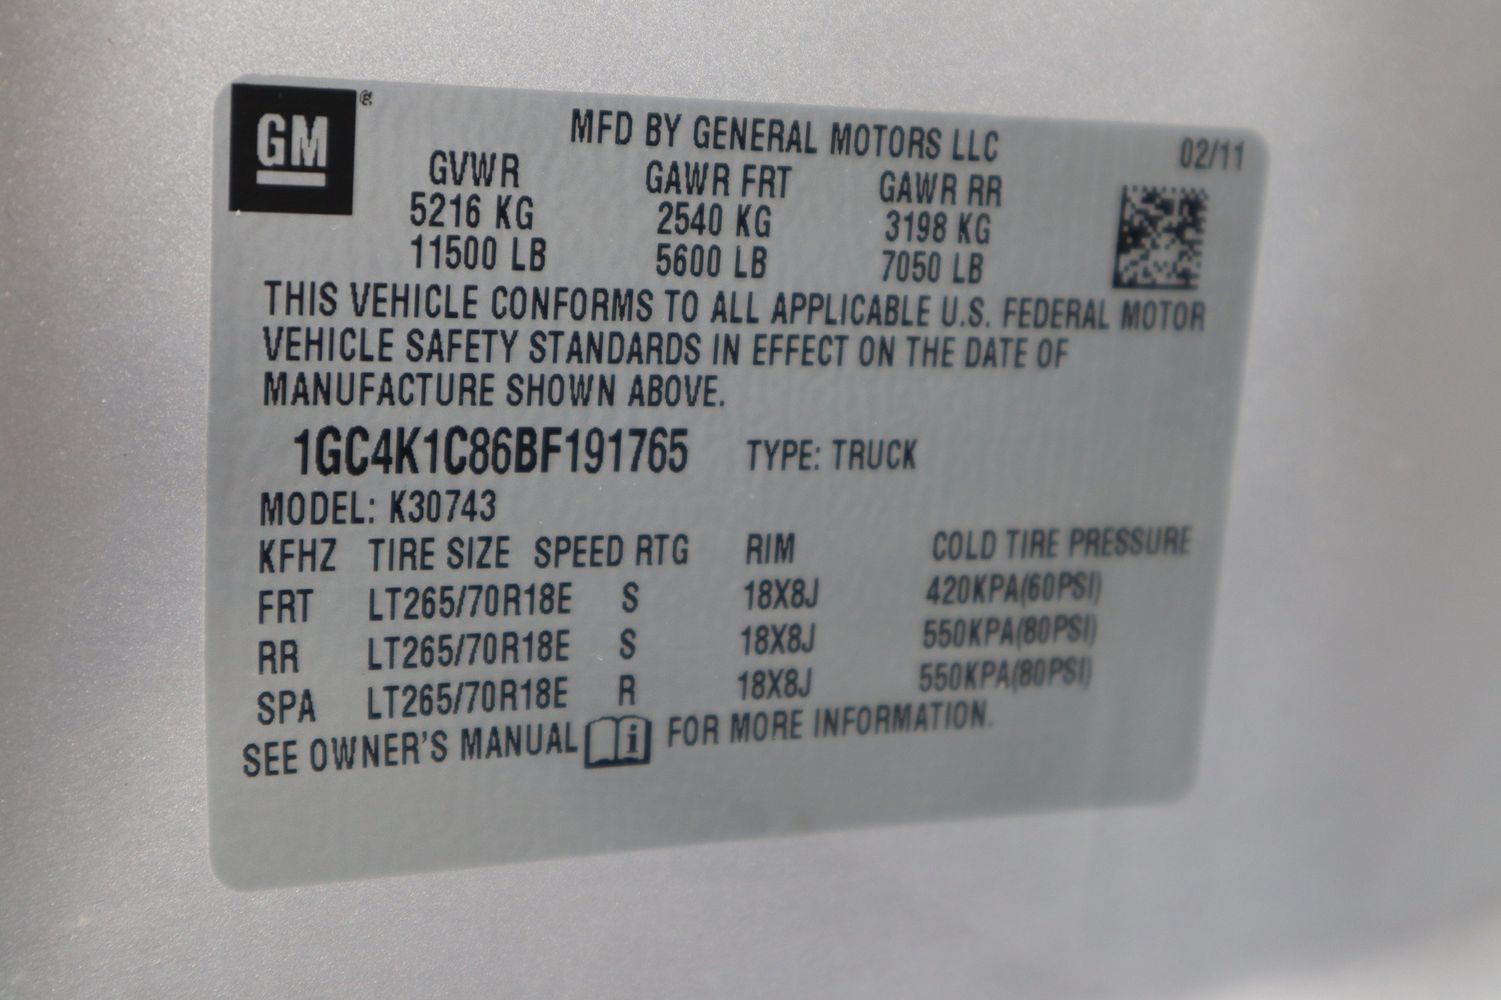 GM
MFD BY GENERAL MOTORS LLC 02/11
GVWR GAWR FRT GAWR RR
5216 KG 2540 KG 3198 KG
11500 LB 5600 LB 7050 LB
THIS VEHICLE CONFORMS TO ALL APPLICABLE U.S. FEDERAL MOTOR
VEHICLE SAFETY STANDARDS IN EFFECT ON THE DATE OF
MANUFACTURE SHOWN ABOVE.
1GC4K1C86BF191765 TYPE: TRUCK
MODEL: K30743
KFHZ TIRE SIZE SPEED RTG RIM COLD TIRE PRESSURE
FRT LT265/70R18E S 18X8J 420KPA(60PSI)
RR LT265/70R18E S 18X8J 550KPA(80PSI)
SPA LT265/70R18E R 18X8J 550KPA(80PSI)
SEE OWNER'S MANUAL i FOR MORE INFORMATION.